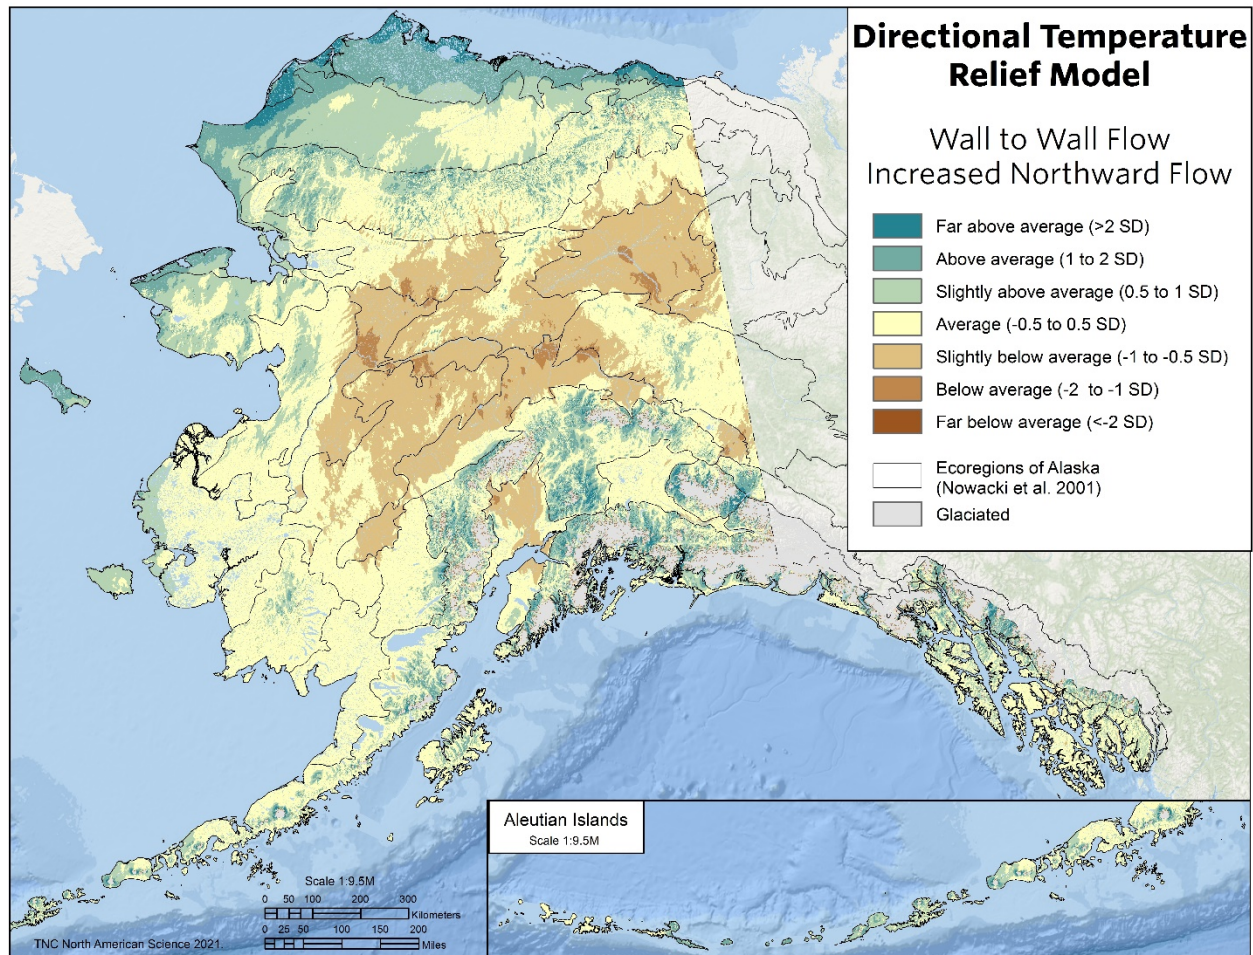 Directional Temperature
Relief Model
Wall to Wall Flow
Increased Northward Flow
Far above average (>2 SD)
Above average (1 to 2 SD)
Slightly above average (0.5 to 1 SD)
Average (-0.5 to 0.5 SD)
Slightly below average (-1 to -0.5 SD)
Below average (-2  to -1 SD)
Far below average (<-2 SD)
Ecoregions of Alaska
(Nowacki et al. 2001)
Glaciated
Aleutian Islands
Scale 1:9.5M
Scale 1:9.5M
0 50 100 200 300
Kilometers
0 25 50 100 150 200
Miles
TNC North American Science 2021.